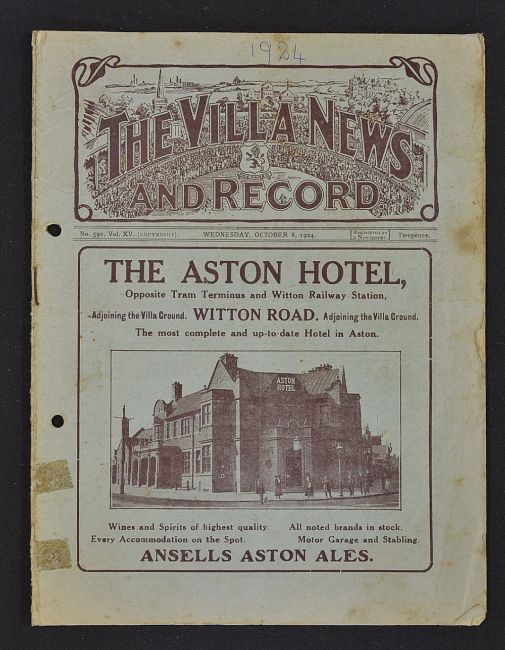 1924
THE VILLA NEWS
AND RECORD
No. 590. Vol. XV. [COPYRIGHT]. WEDNESDAY, OCTOBER 8, 1924. REGISTERED AS A NEWSPAPER Twopence.
THE ASTON HOTEL,
Opposite Tram Terminus and Witton Railway Station,
Adjoining the Villa Ground. WITTON ROAD. Adjoining the Villa Ground.
The most complete and up-to-date Hotel in Aston.
ASTON
HOTEL
Wines and Spirits of highest quality. All noted brands in stock.
Every Accommodation on the Spot. Motor Garage and Stabling.
ANSELLS ASTON ALES.